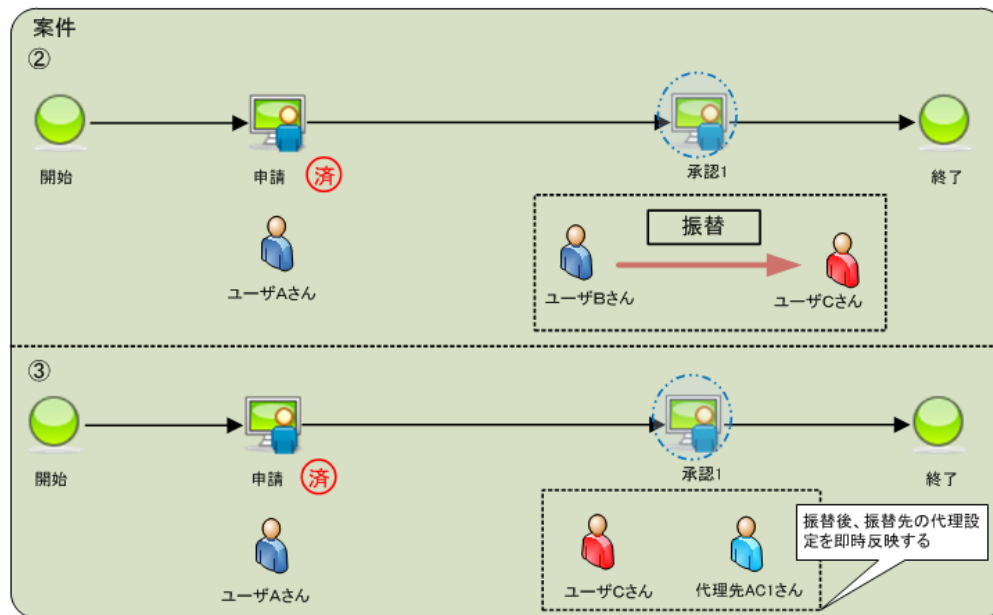 案件
②
開始
申請
済
承認1
終了
振替
ユーザAさん
ユーザBさん
ユーザCさん
③
開始
申請
済
承認1
終了
振替後、振替先の代理設
定を即時反映する
ユーザAさん
ユーザCさん
代理先AC1さん